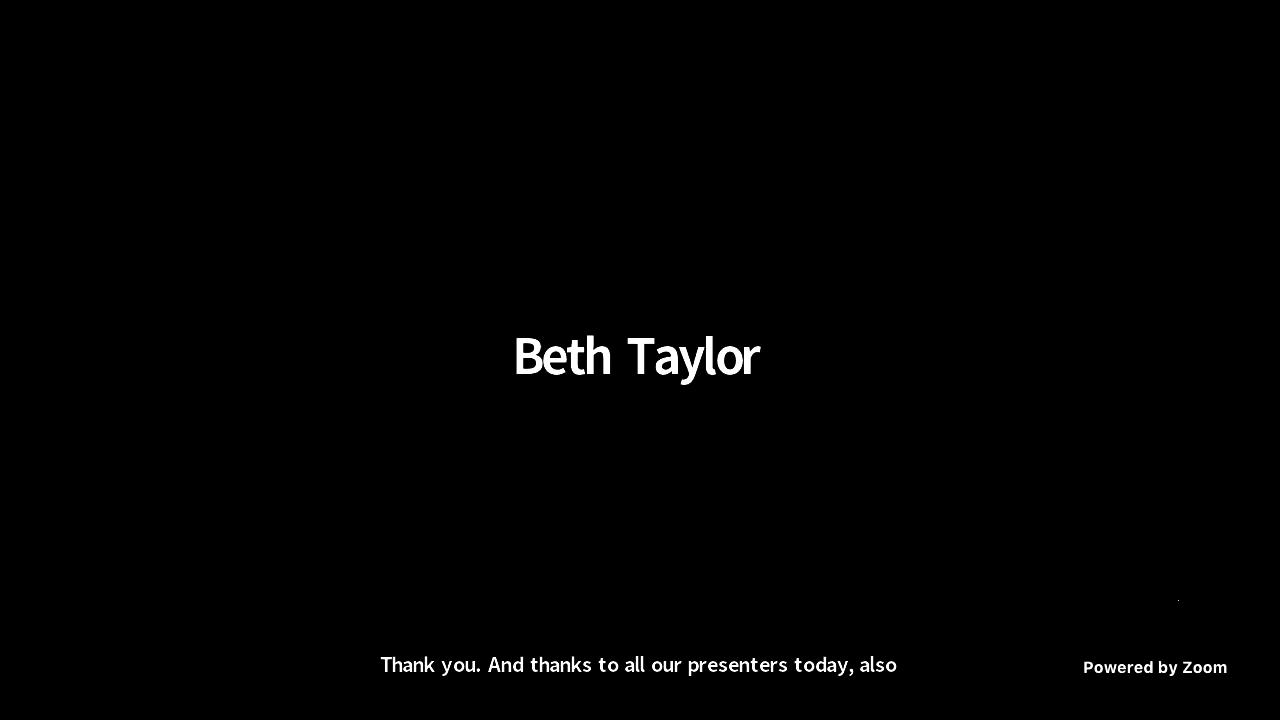 Beth Taylor
Thank you. And thanks to all our presenters today, also
Powered by Zoom